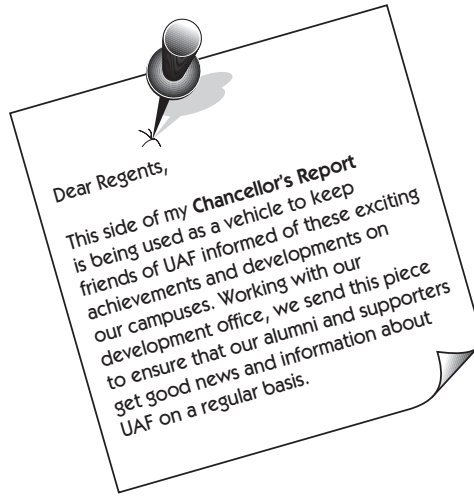 Dear Regents,
This side of my Chancellor's Report
is being used as a vehicle to keep
friends of UAF informed of these exciting
achievements and developments on
our campuses. Working with our
development office, we send this piece
to ensure that our alumni and supporters
get good news and information about
UAF on a regular basis.